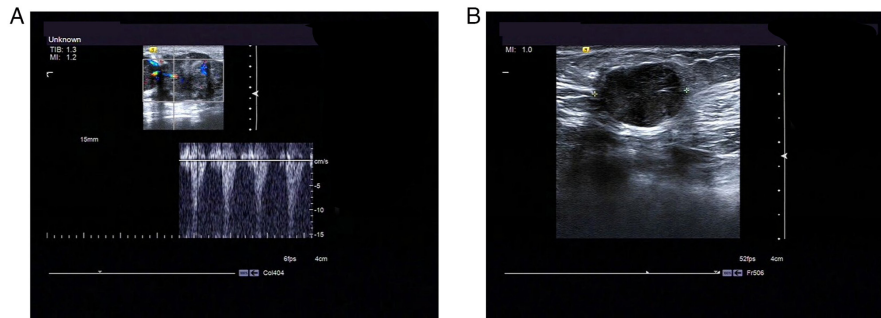 A
Unknown
TIB: 1.3
MI: 1.2
15mm
cm/s
-5
-10
-15
6fps 4cm
Col404
B
MI: 1.0
52fps 4cm
Fr506